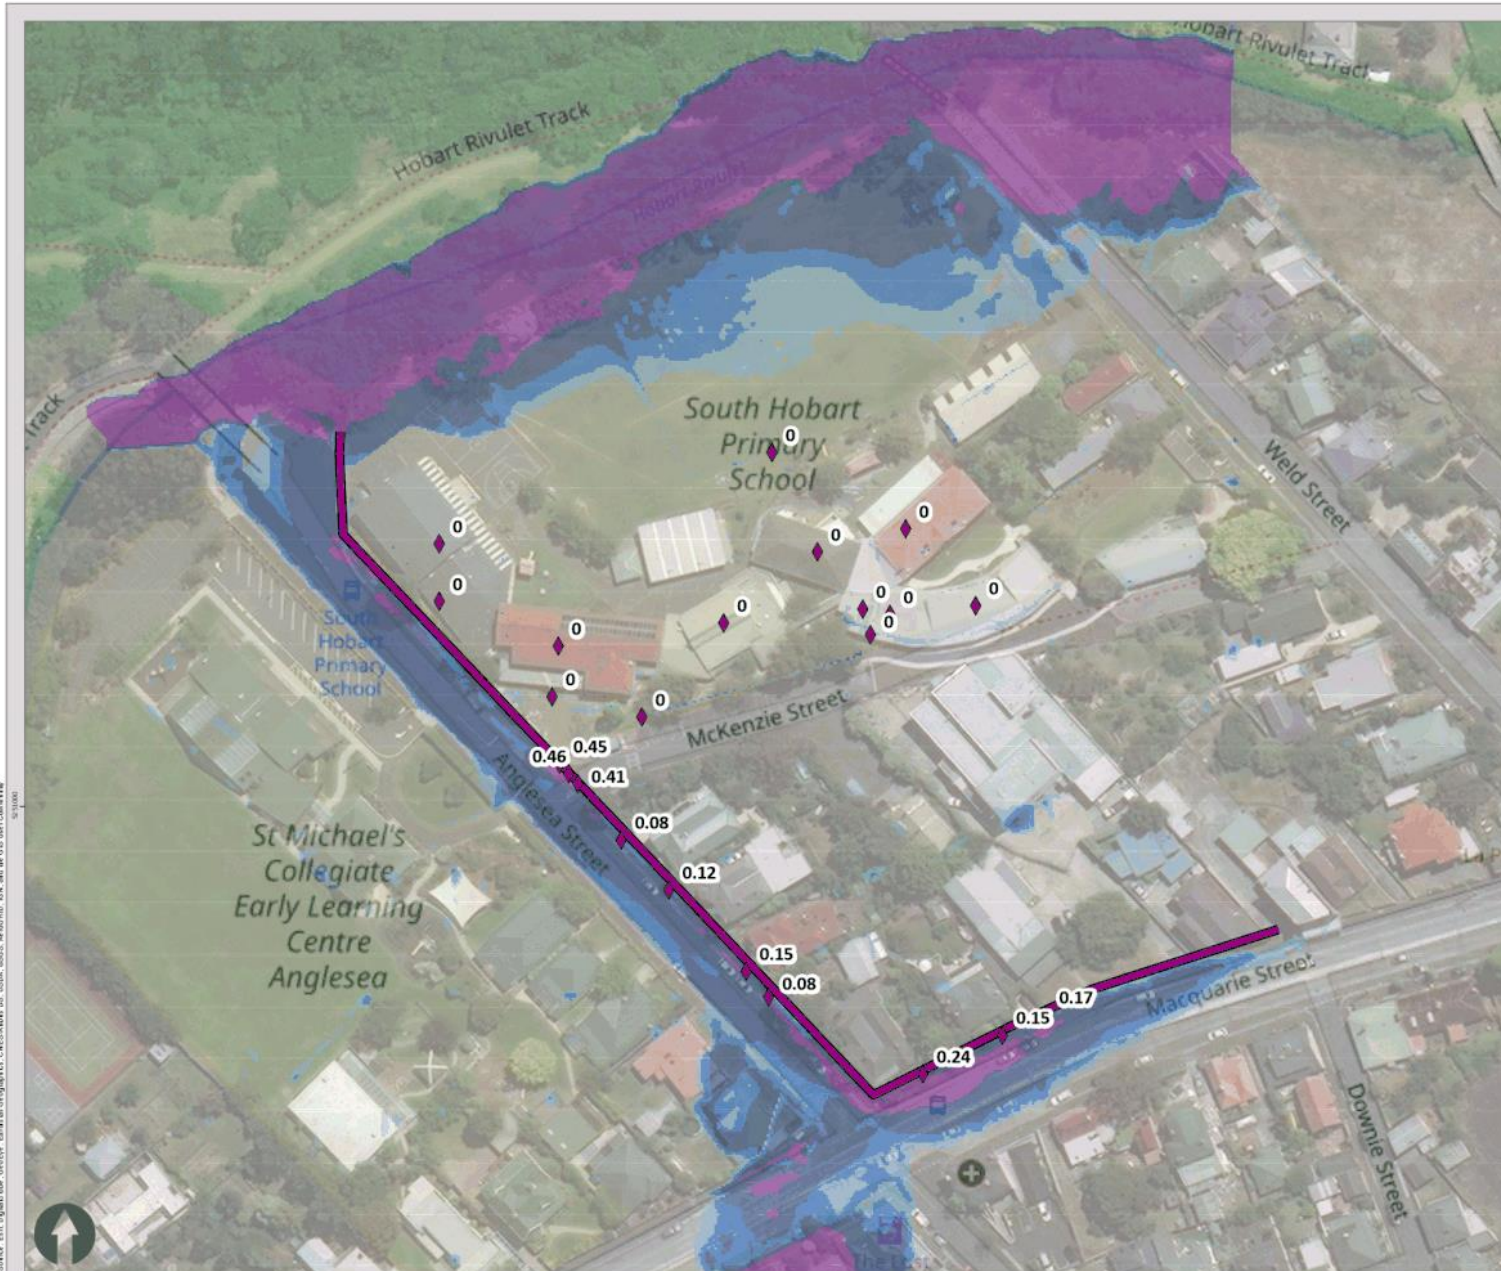 Hobart Rivulet Track
Hobart Rivulet Track
Hobart Rivulet
Track
South Hobart
Primary
School
0
0
0
0
0
0
0
0
0
0
0
0
0
Weld Street
South
Hobart
Primary
School
McKenzie Street
0.45
0.46
0.41
Anglesea Street
0.08
0.12
St Michael's
Collegiate
Early Learning
Centre
Anglesea
0.15
0.08
0.17
0.15
0.24
Macquarie Street
Downie Street